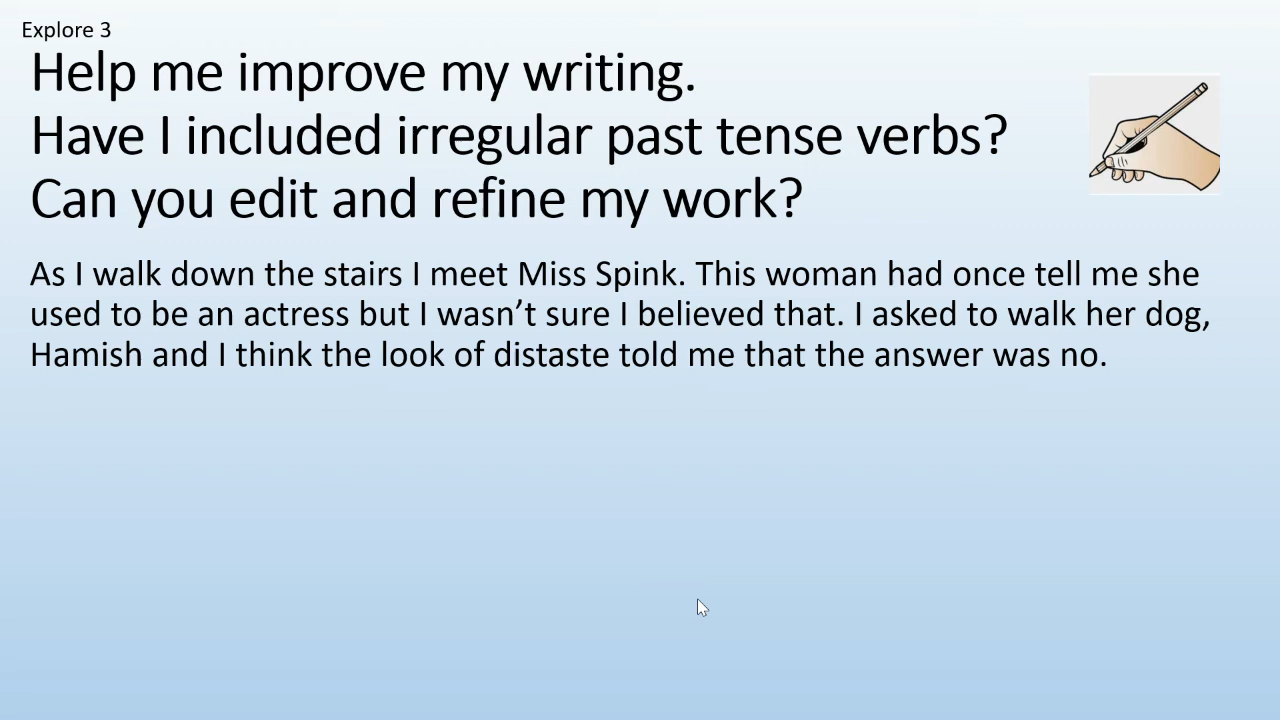 Explore 3
Help me improve my writing.
Have I included irregular past tense verbs?
Can you edit and refine my work?
As I walk down the stairs I meet Miss Spink. This woman had once tell me she
used to be an actress but I wasn’t sure I believed that. I asked to walk her dog,
Hamish and I think the look of distaste told me that the answer was no.